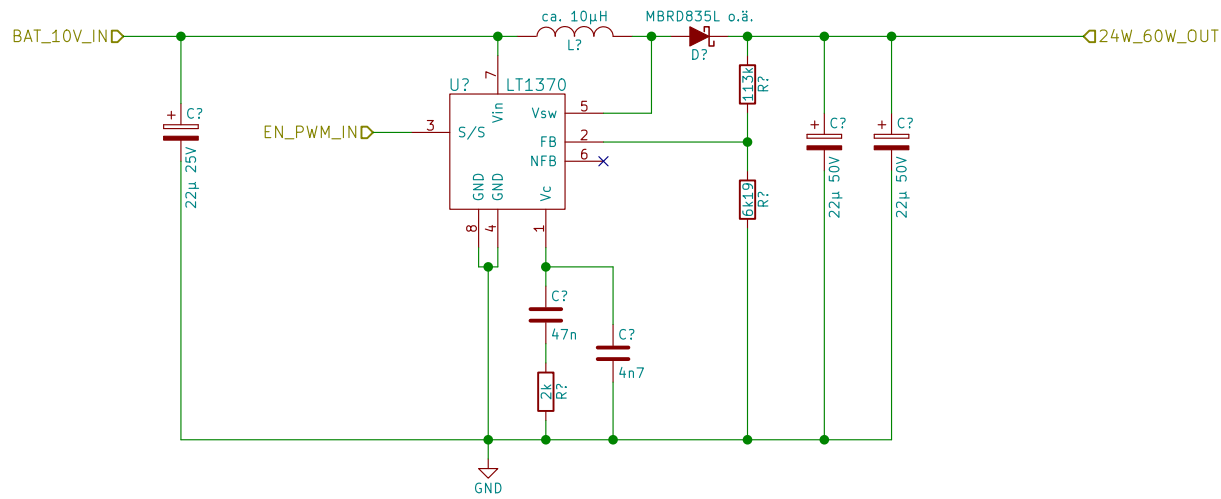 ca. 10µH
MBRD835L o.ä.
BAT_10V_IN
24W_60W_OUT
L?
D?
7
U?
LT1370
113k
R?
Vin
C?
22µ 25V
EN_PWM_IN
3
S/S
Vsw
5
FB
2
NFB
6
C?
22µ 50V
C?
22µ 50V
GND
GND
Vc
6k19
R?
8
4
1
C?
47n
C?
4n7
2k
R?
GND